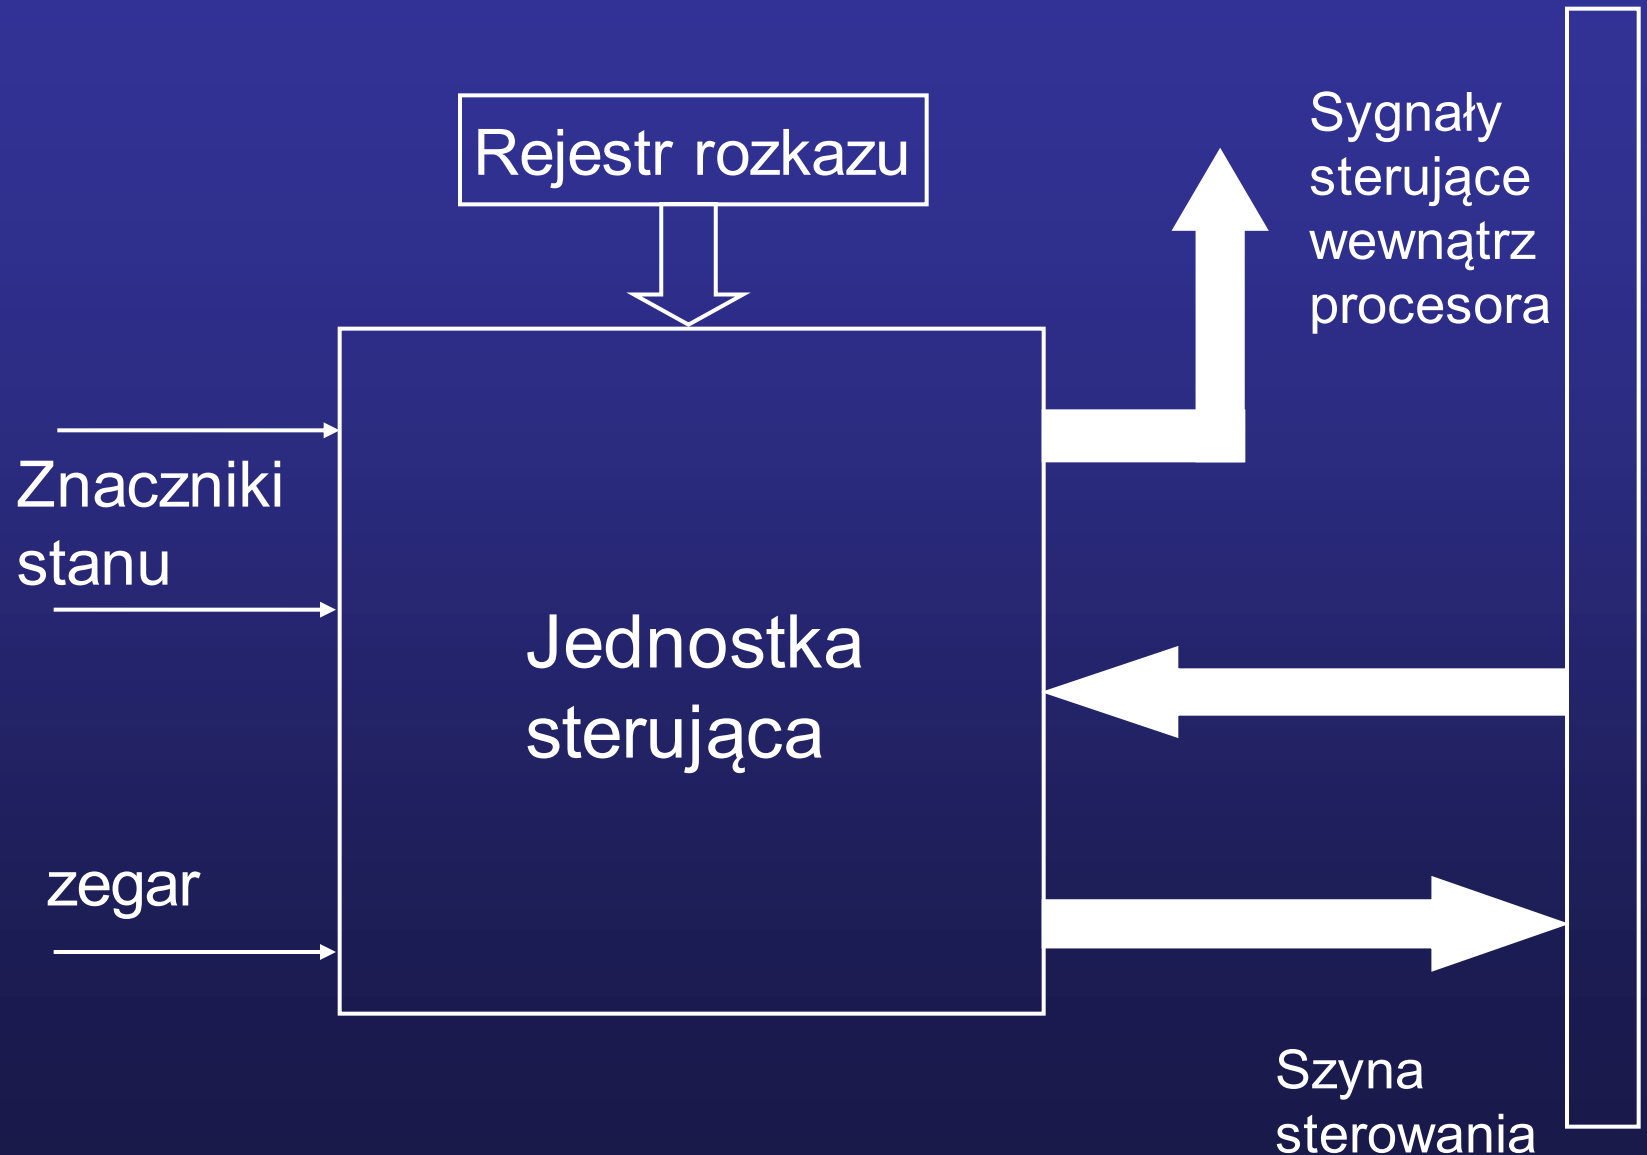 Rejestr rozkazu
Sygnały
sterujące
wewnątrz
procesora
Znaczniki
stanu
Jednostka
sterująca
zegar
Szyna
sterowania